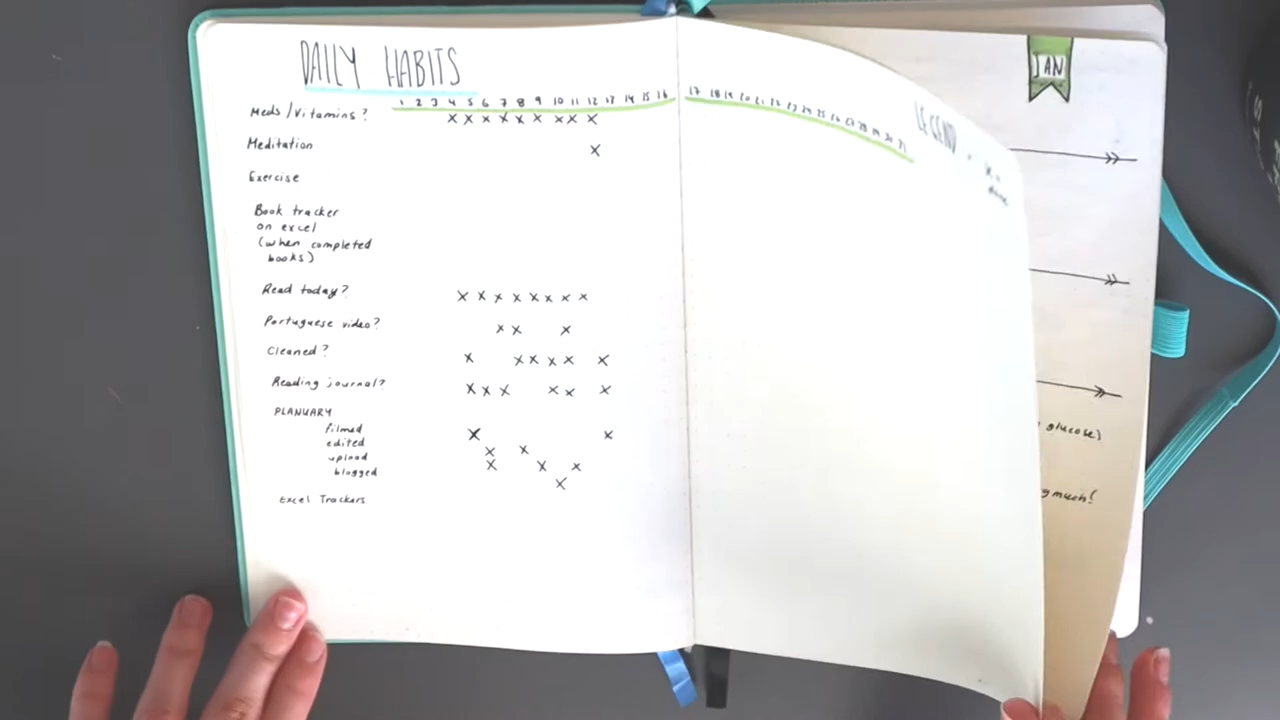 DAILY HABITS
1 2 3 4 5 6 7 8 9 10 11 12 13 14 15 16 17 18 19 20 21 22 23 24 25 26 27 28 29 30 31
Meds/Vitamins? x x x x x x x x x
Meditation x
Exercise
Book tracker
on excel
(when completed
books)
Read today? x x x x x x x x
Portuguese video? x x x
Cleaned? x x x x x x
Reading journal? x x x x x x
PLANUARY
filmed x x
edited x x
upload x x x
blogged x
Excel Trackers
LEGEND
JAN
glucose)
much!